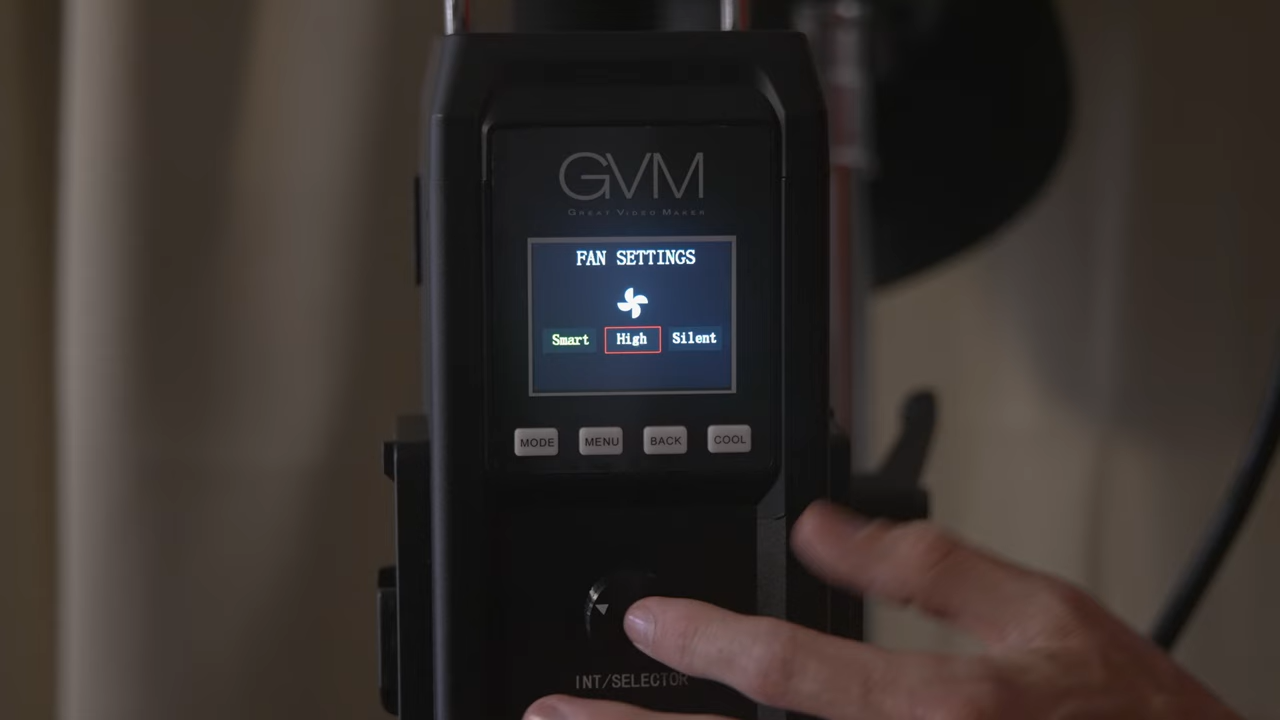 GVM
GREAT VIDEO MAKER
FAN SETTINGS
Smart High Silent
MODE MENU BACK COOL
INT/SELECTOR